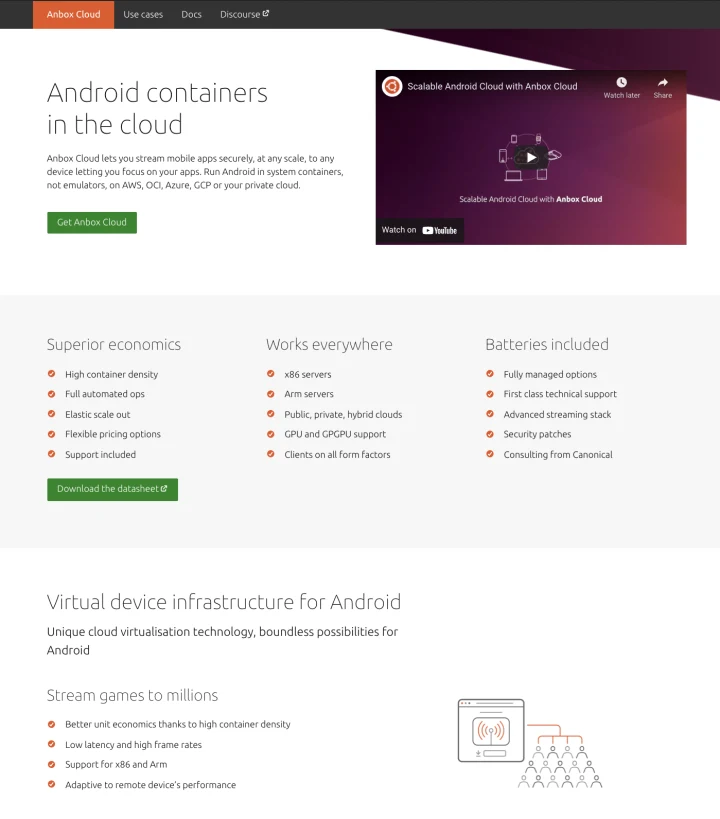 Anbox Cloud
Use cases
Docs
Discourse
Android containers
in the cloud
Anbox Cloud lets you stream mobile apps securely, at any scale, to any
device letting you focus on your apps. Run Android in system containers,
not emulators, on AWS, OCI, Azure, GCP or your private cloud.
Get Anbox Cloud
Scalable Android Cloud with Anbox Cloud
Watch later
Share
Scalable Android Cloud with Anbox Cloud
Watch on YouTube
Superior economics
High container density
Full automated ops
Elastic scale out
Flexible pricing options
Support included
Download the datasheet
Works everywhere
x86 servers
Arm servers
Public, private, hybrid clouds
GPU and GPGPU support
Clients on all form factors
Batteries included
Fully managed options
First class technical support
Advanced streaming stack
Security patches
Consulting from Canonical
Virtual device infrastructure for Android
Unique cloud virtualisation technology, boundless possibilities for
Android
Stream games to millions
Better unit economics thanks to high container density
Low latency and high frame rates
Support for x86 and Arm
Adaptive to remote device's performance